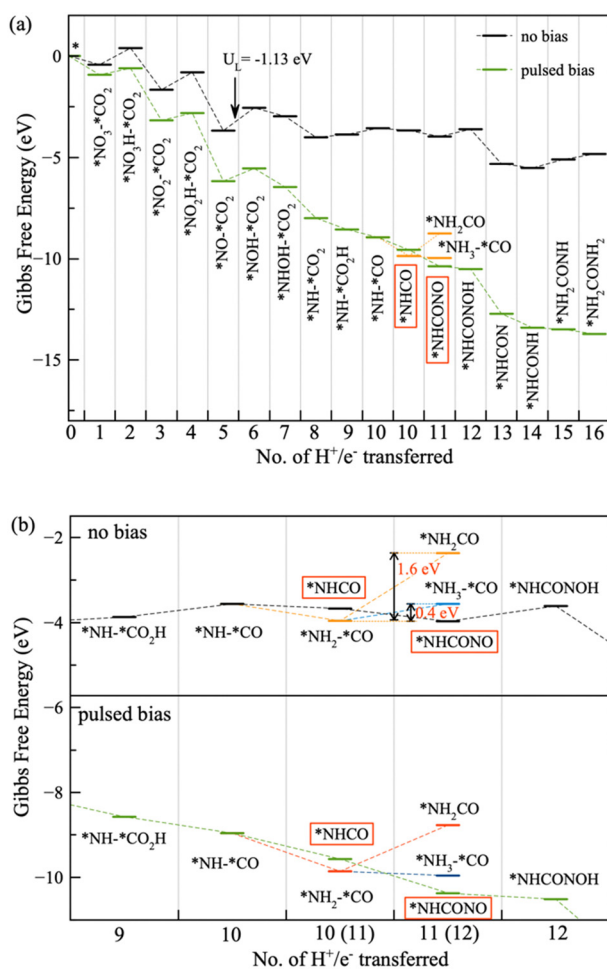 (a)
*
no bias
pulsed bias
U_L= -1.13 eV
0
−5
−10
−15
Gibbs Free Energy (eV)
*NO₃-*CO₂
*NO₃H-*CO₂
*NO₂-*CO₂
*NO₂H-*CO₂
*NO-*CO₂
*NOH-*CO₂
*NHOH-*CO₂
*NH-*CO₂
*NH-*CO₂H
*NH-*CO
*NHCO
*NH₂CO
*NH₃-*CO
*NHCONO
*NHCONOH
*NHCON
*NHCONH
*NH₂CONH
*NH₂CONH₂
0 1 2 3 4 5 6 7 8 9 10 10 11 12 13 14 15 16
No. of H⁺/e⁻ transferred
(b)
no bias
−2
−4
*NH-*CO₂H
*NH-*CO
*NHCO
*NH₂-*CO
*NH₂CO
1.6 eV
*NH₃-*CO
0.4 eV
*NHCONO
*NHCONOH
pulsed bias
−6
−8
−10
Gibbs Free Energy (eV)
*NH-*CO₂H
*NH-*CO
*NHCO
*NH₂-*CO
*NH₂CO
*NH₃-*CO
*NHCONO
*NHCONOH
9 10 10 (11) 11 (12) 12
No. of H⁺/e⁻ transferred